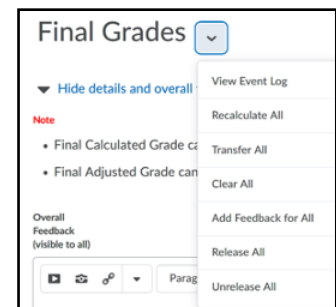 Final Grades
Hide details and overall
View Event Log
Note
Recalculate All
• Final Calculated Grade ca
Transfer All
• Final Adjusted Grade can
Clear All
Overall
Feedback
(visible to all)
Add Feedback for All
Release All
Parag
Unrelease All